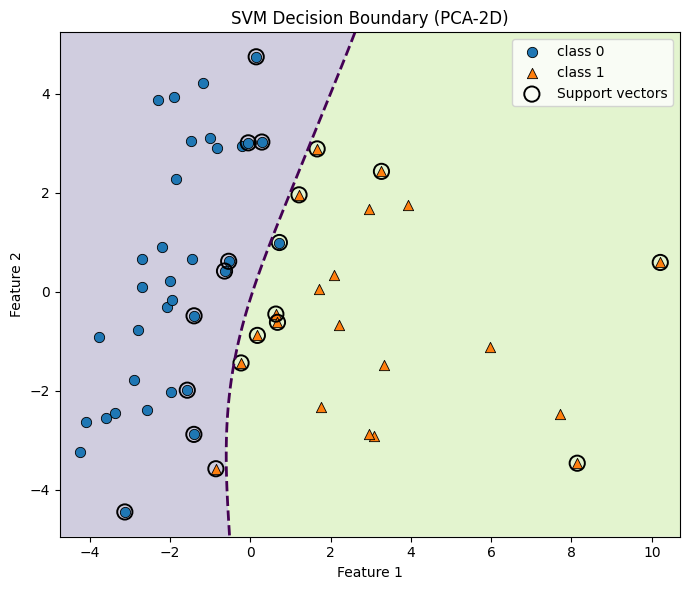 SVM Decision Boundary (PCA-2D)
class 0
class 1
Support vectors
Feature 2
4
2
0
−2
−4
−4
−2
0
2
4
6
8
10
Feature 1